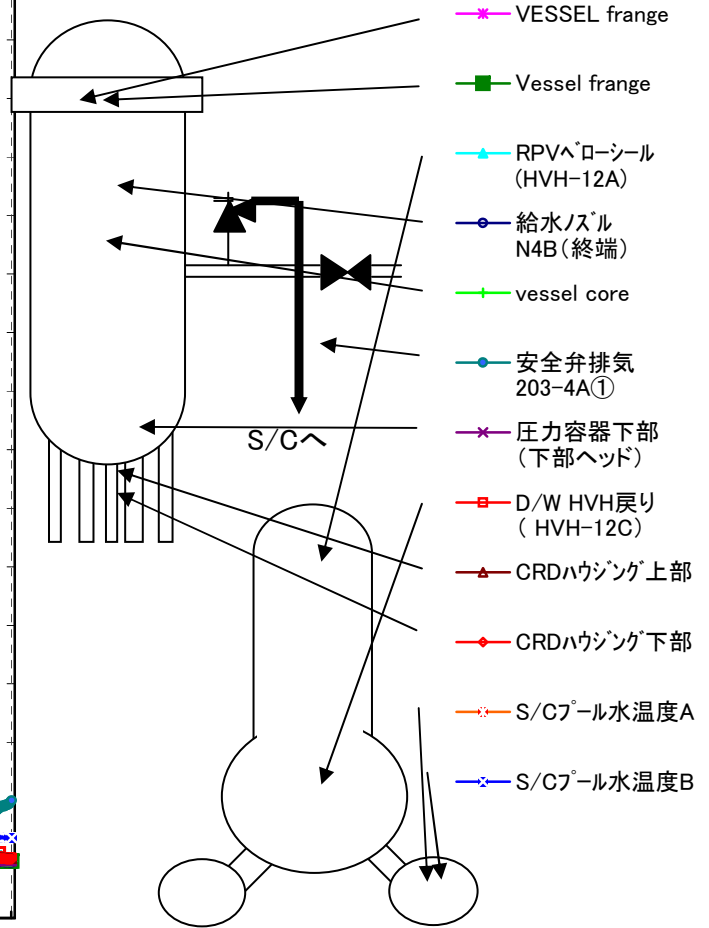 VESSEL frange
Vessel frange
RPVﾍﾞﾛｰｼｰﾙ
(HVH-12A)
給水ﾉｽﾞﾙ
N4B(終端)
vessel core
安全弁排気
203-4A①
S/Cへ
圧力容器下部
(下部ヘッド)
D/W HVH戻り
( HVH-12C)
CRDﾊｳｼﾞﾝｸﾞ上部
CRDﾊｳｼﾞﾝｸﾞ下部
S/Cﾌﾟｰﾙ水温度A
S/Cﾌﾟｰﾙ水温度B